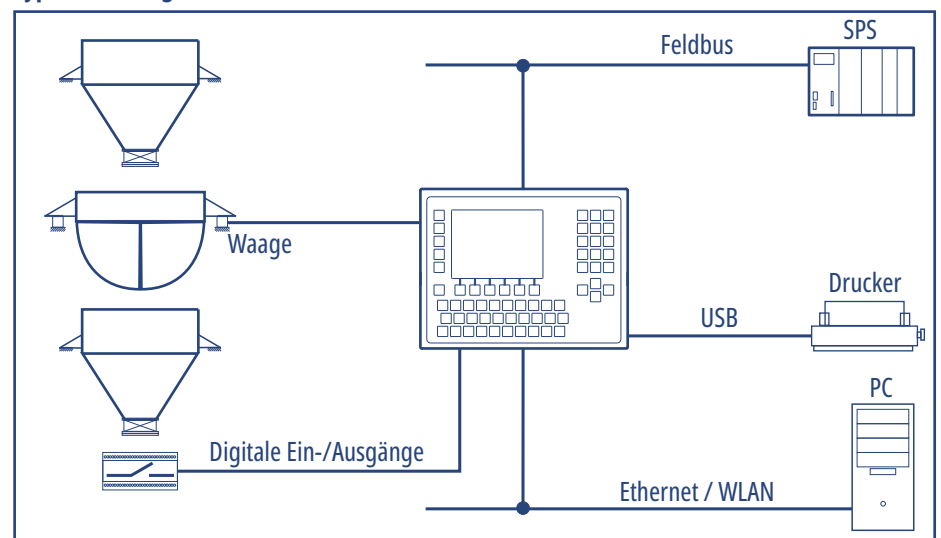 SPS
Feldbus
Waage
Drucker
USB
PC
Digitale Ein-/Ausgänge
Ethernet / WLAN